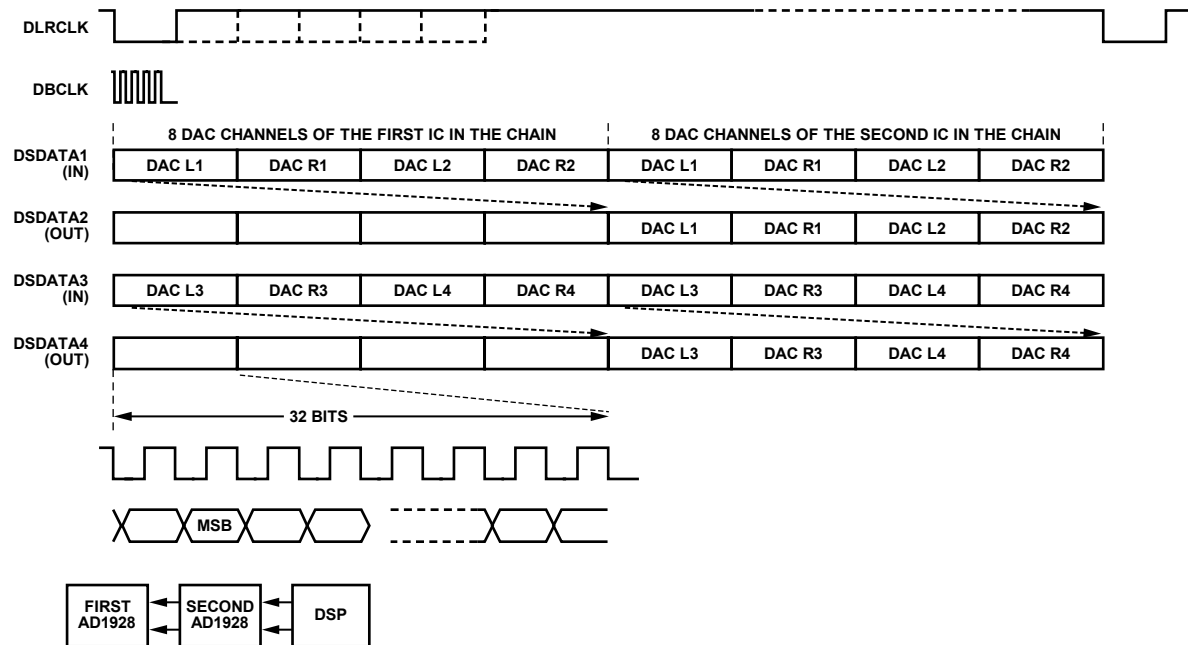 DLRCLK
DBCLK
8 DAC CHANNELS OF THE FIRST IC IN THE CHAIN 8 DAC CHANNELS OF THE SECOND IC IN THE CHAIN
DSDATA1
(IN)
DAC L1 DAC R1 DAC L2 DAC R2 DAC L1 DAC R1 DAC L2 DAC R2
DSDATA2
(OUT)
DAC L1 DAC R1 DAC L2 DAC R2
DSDATA3
(IN)
DAC L3 DAC R3 DAC L4 DAC R4 DAC L3 DAC R3 DAC L4 DAC R4
DSDATA4
(OUT)
DAC L3 DAC R3 DAC L4 DAC R4
32 BITS
MSB
FIRST
AD1928
SECOND
AD1928
DSP